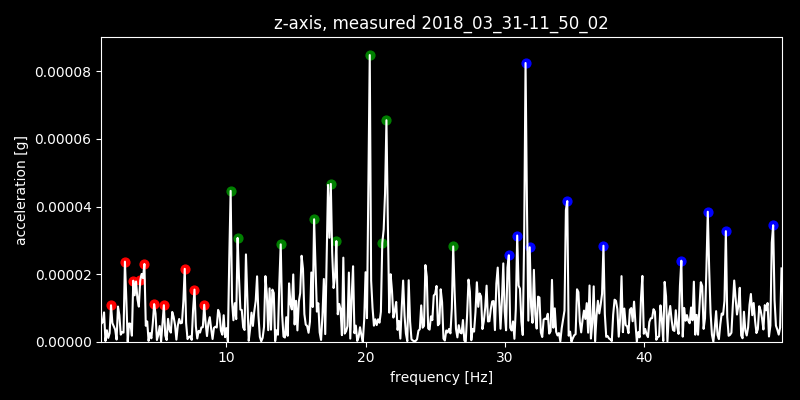 z-axis, measured 2018_03_31-11_50_02
acceleration [g]
0.00008
0.00006
0.00004
0.00002
0.00000
10 20 30 40
frequency [Hz]